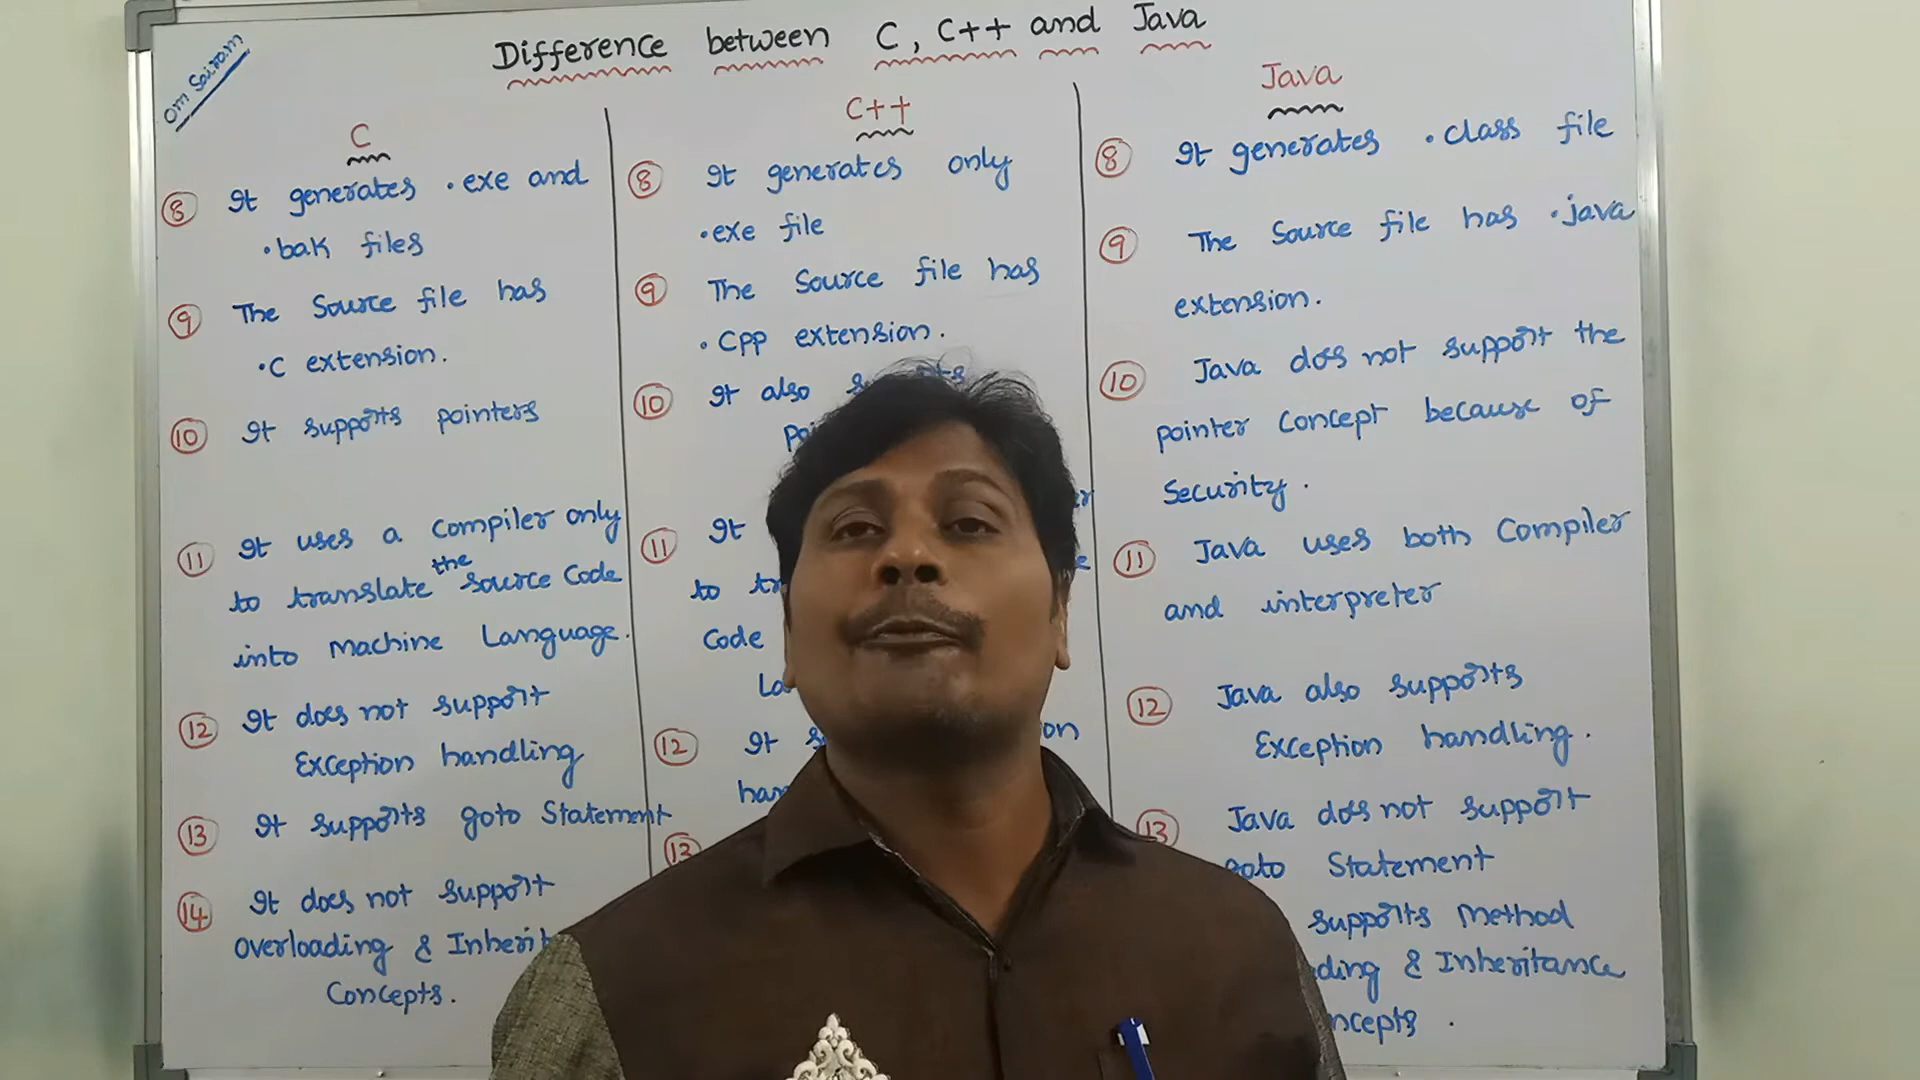 Om Sairam
Difference between C, C++ and Java
C
8 It generates .exe and
.bak files
9 The Source file has
.C extension.
10 It supports pointers
11 It uses a Compiler only
to translate the source Code
into Machine Language.
12 It does not support
Exception handling
13 It supports goto Statement
14 It does not support
Overloading & Inherit
Concepts.
C++
8 It generates only
.exe file
9 The Source file has
.Cpp extension.
10 It also
11 It
to
Code
12 It
13
Java
8 It generates .class file
9 The Source file has .java
extension.
10 Java does not support the
pointer Concept because of
Security.
11 Java uses both Compiler
and interpreter
12 Java also supports
Exception handling.
13 Java does not support
goto Statement
supports Method
ding & Inheritance
ncepts.